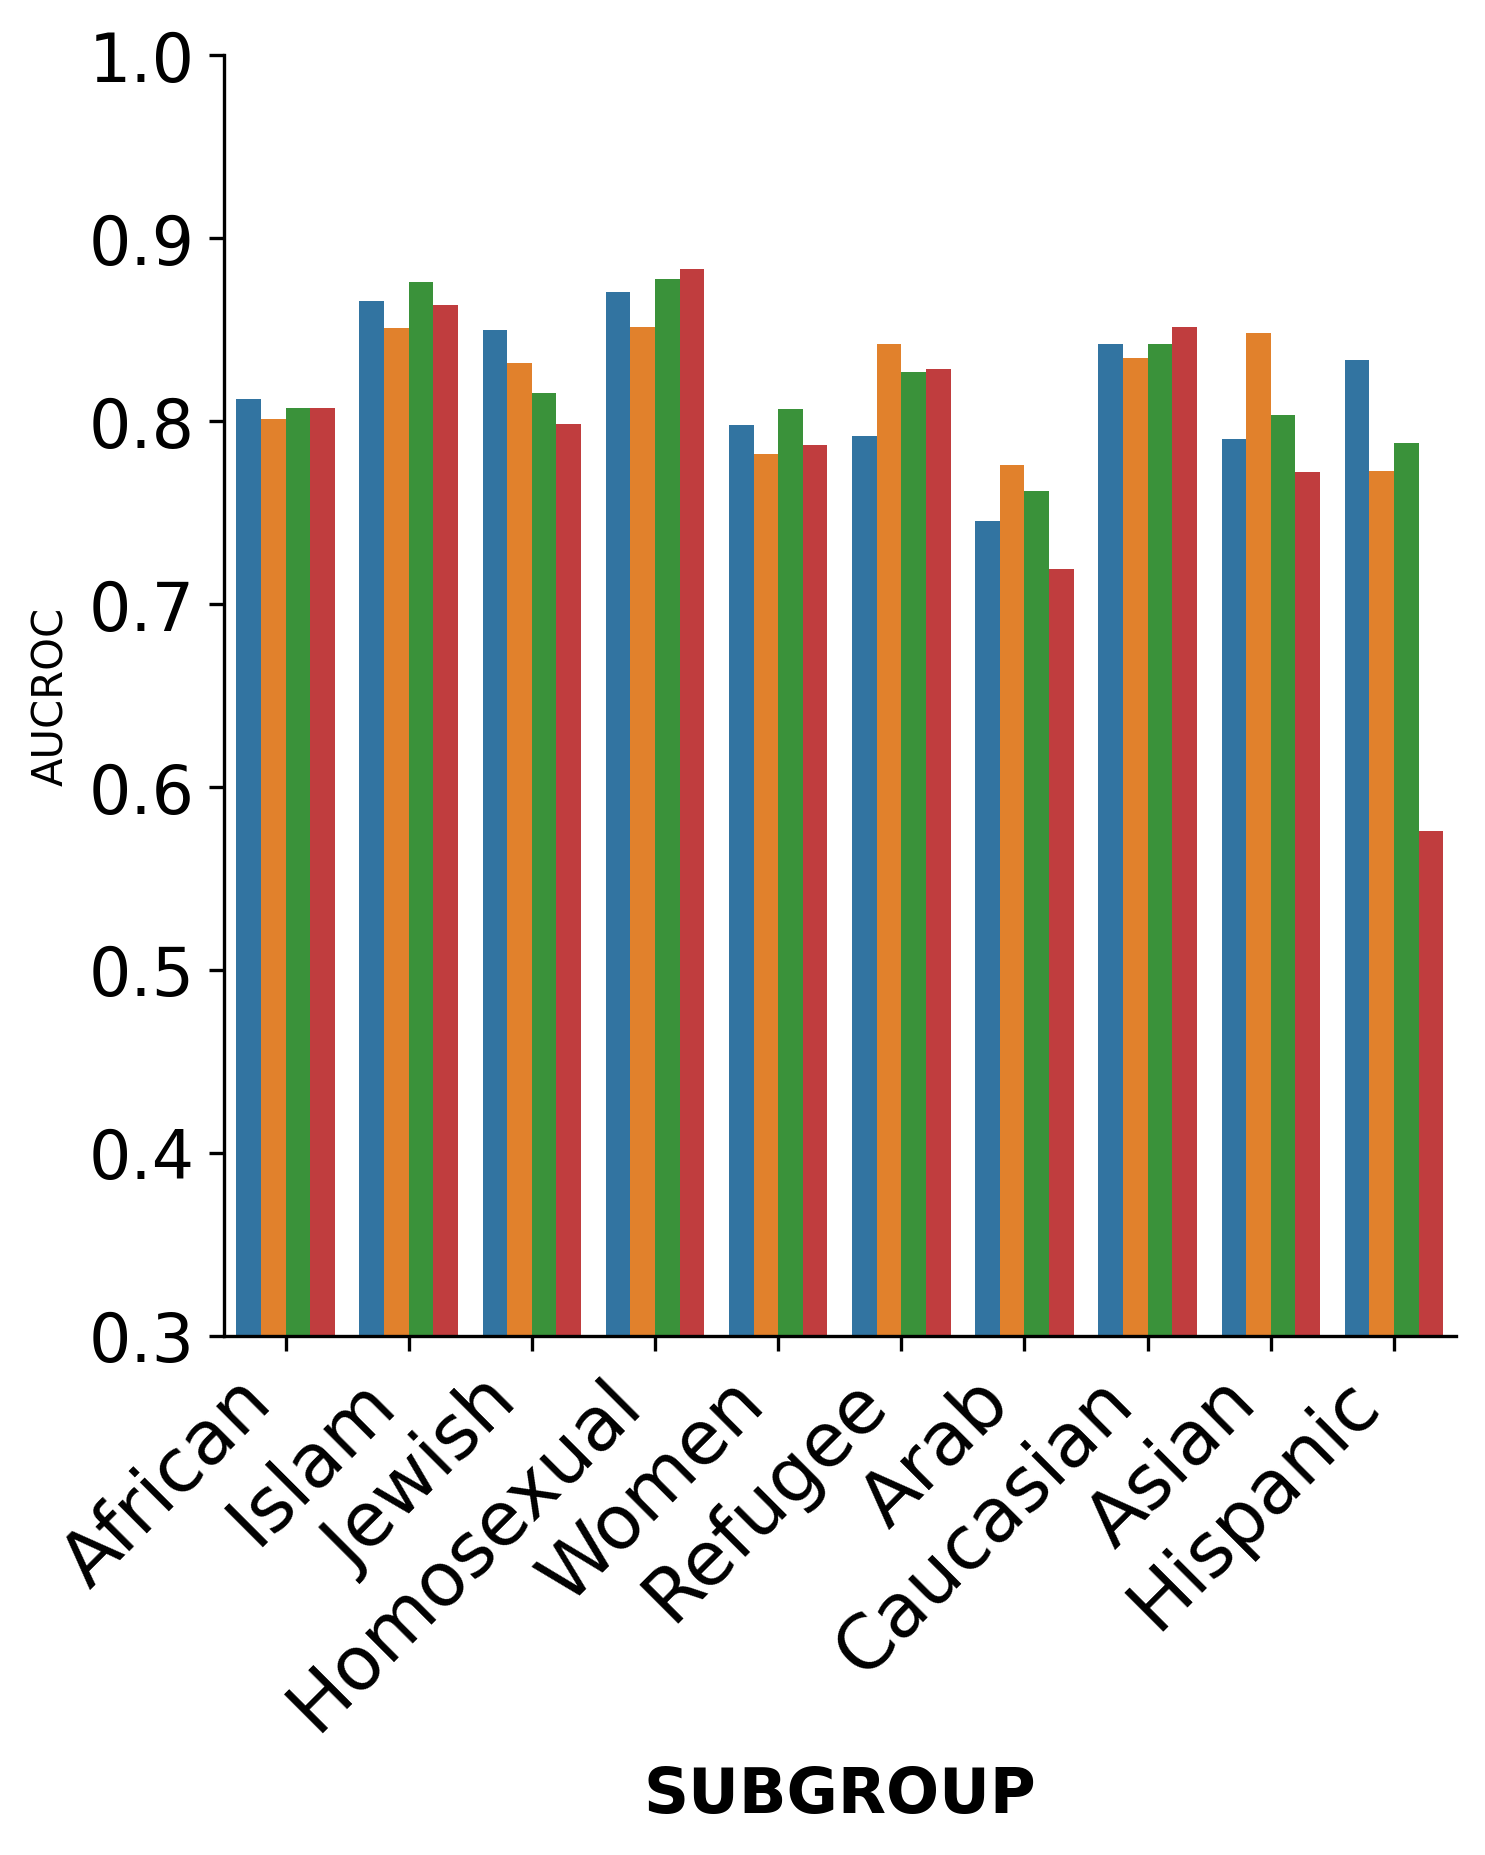 1.0
0.9
0.8
0.7
0.6
0.5
0.4
0.3
AUCROC
African
Islam
Jewish
Homosexual
Women
Refugee
Arab
Caucasian
Asian
Hispanic
SUBGROUP